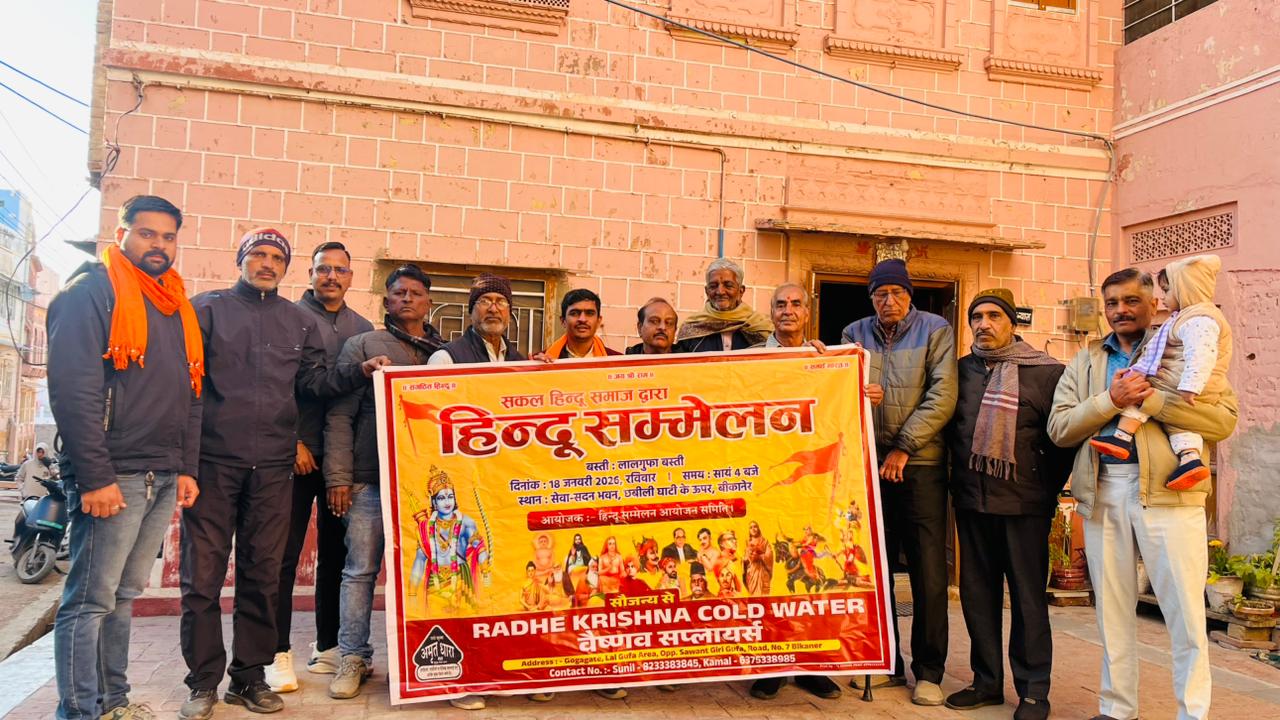 ॥ संगठित हिन्दू ॥
॥ जय श्री राम ॥
॥ समर्थ भारत ॥
सकल हिन्दू समाज द्वारा
हिन्दू सम्मेलन
बस्ती : लालगुफा बस्ती
दिनांक : 18 जनवरी 2026, रविवार । समय : सायं 4 बजे
स्थान : सेवा-सदन भवन, छबीली घाटी के ऊपर, बीकानेर
आयोजक :- हिन्दू सम्मेलन आयोजन समिति।
सौजन्य से
RADHE KRISHNA COLD WATER
वैष्णव सप्लायर्स
अमृत धारा
Address : - Gogagate, Lal Gufa Area, Opp. Sawant Giri Gufa, Road, No. 7 Bikaner
Contact No. :- Sunil - 8233383845, Kamal - 6375338985